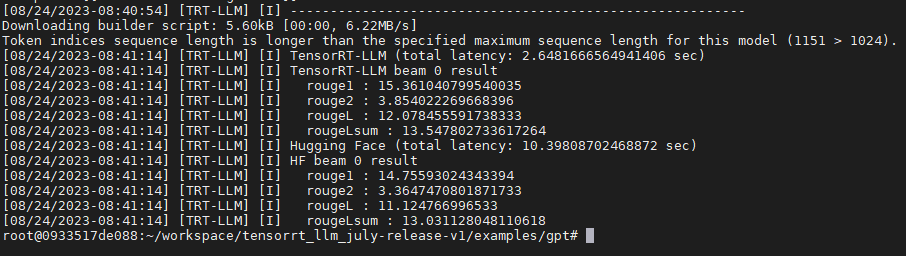 [08/24/2023-08:40:54] [TRT-LLM] [I] ---------------------------------------------------------
Downloading builder script: 5.60kB [00:00, 6.22MB/s]
Token indices sequence length is longer than the specified maximum sequence length for this model (1151 > 1024).
[08/24/2023-08:41:14] [TRT-LLM] [I] TensorRT-LLM (total latency: 2.6481666564941406 sec)
[08/24/2023-08:41:14] [TRT-LLM] [I] TensorRT-LLM beam 0 result
[08/24/2023-08:41:14] [TRT-LLM] [I]   rouge1 : 15.361040799540035
[08/24/2023-08:41:14] [TRT-LLM] [I]   rouge2 : 3.854022269668396
[08/24/2023-08:41:14] [TRT-LLM] [I]   rougeL : 12.078455591738333
[08/24/2023-08:41:14] [TRT-LLM] [I]   rougeLsum : 13.547802733617264
[08/24/2023-08:41:14] [TRT-LLM] [I] Hugging Face (total latency: 10.39808702468872 sec)
[08/24/2023-08:41:14] [TRT-LLM] [I] HF beam 0 result
[08/24/2023-08:41:14] [TRT-LLM] [I]   rouge1 : 14.75593024343394
[08/24/2023-08:41:14] [TRT-LLM] [I]   rouge2 : 3.3647470801871733
[08/24/2023-08:41:14] [TRT-LLM] [I]   rougeL : 11.124766996533
[08/24/2023-08:41:14] [TRT-LLM] [I]   rougeLsum : 13.031128048110618
root@0933517de088:~/workspace/tensorrt_llm_july-release-v1/examples/gpt#